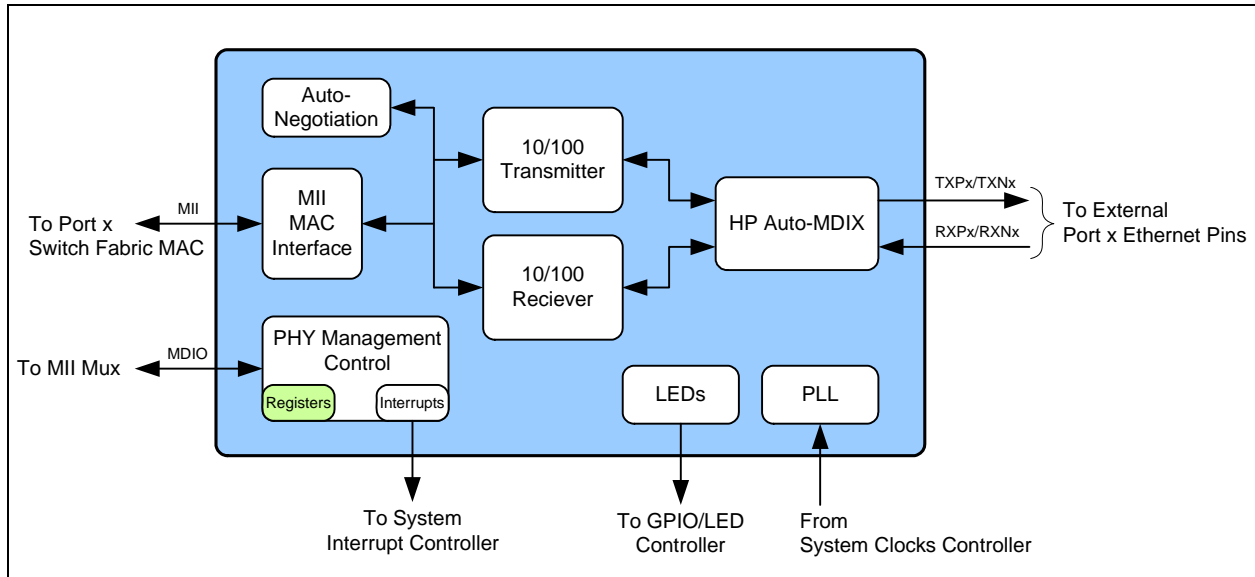 Auto-
Negotiation
10/100
Transmitter
MII
MAC
Interface
HP Auto-MDIX
10/100
Reciever
PHY Management
Control
Registers
Interrupts
LEDs
PLL
MII
To Port x
Switch Fabric MAC
MDIO
To MII Mux
TXPx/TXNx
RXPx/RXNx
To External
Port x Ethernet Pins
To System
Interrupt Controller
To GPIO/LED
Controller
From
System Clocks Controller